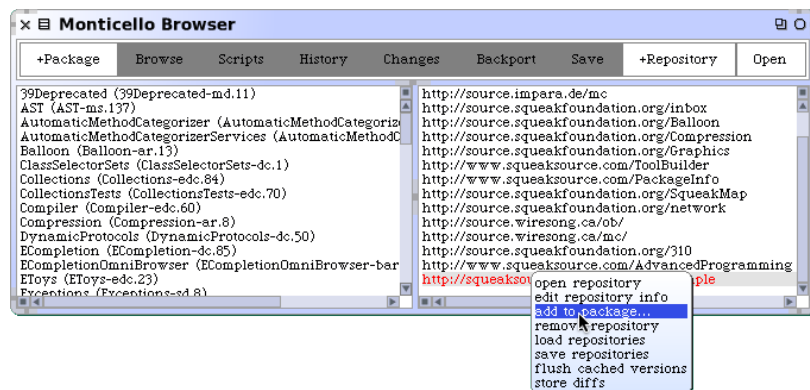 Monticello Browser
+Package Browse Scripts History Changes Backport Save +Repository Open
39Deprecated (39Deprecated-md.11)
AST (AST-ms.137)
AutomaticMethodCategorizer (AutomaticMethodCategoriz
AutomaticMethodCategorizerServices (AutomaticMethodC
Balloon (Balloon-ar.13)
ClassSelectorSets (ClassSelectorSets-dc.1)
Collections (Collections-edc.84)
CollectionsTests (CollectionsTests-edc.70)
Compiler (Compiler-edc.60)
Compression (Compression-ar.8)
DynamicProtocols (DynamicProtocols-dc.50)
ECompletion (ECompletion-dc.85)
ECompletionOmniBrowser (ECompletionOmniBrowser-bar
EToys (EToys-edc.23)
Exceptions (Exceptions-sd.8)
http://source.impara.de/mc
http://source.squeakfoundation.org/inbox
http://source.squeakfoundation.org/Balloon
http://source.squeakfoundation.org/Compression
http://source.squeakfoundation.org/Graphics
http://www.squeaksource.com/ToolBuilder
http://www.squeaksource.com/PackageInfo
http://source.squeakfoundation.org/SqueakMap
http://source.squeakfoundation.org/network
http://source.wiresong.ca/ob/
http://source.wiresong.ca/mc/
http://source.squeakfoundation.org/310
http://www.squeaksource.com/AdvancedProgramming
http://squeaksou ple
open repository
edit repository info
add to package...
remove repository
load repositories
save repositories
flush cached versions
store diffs